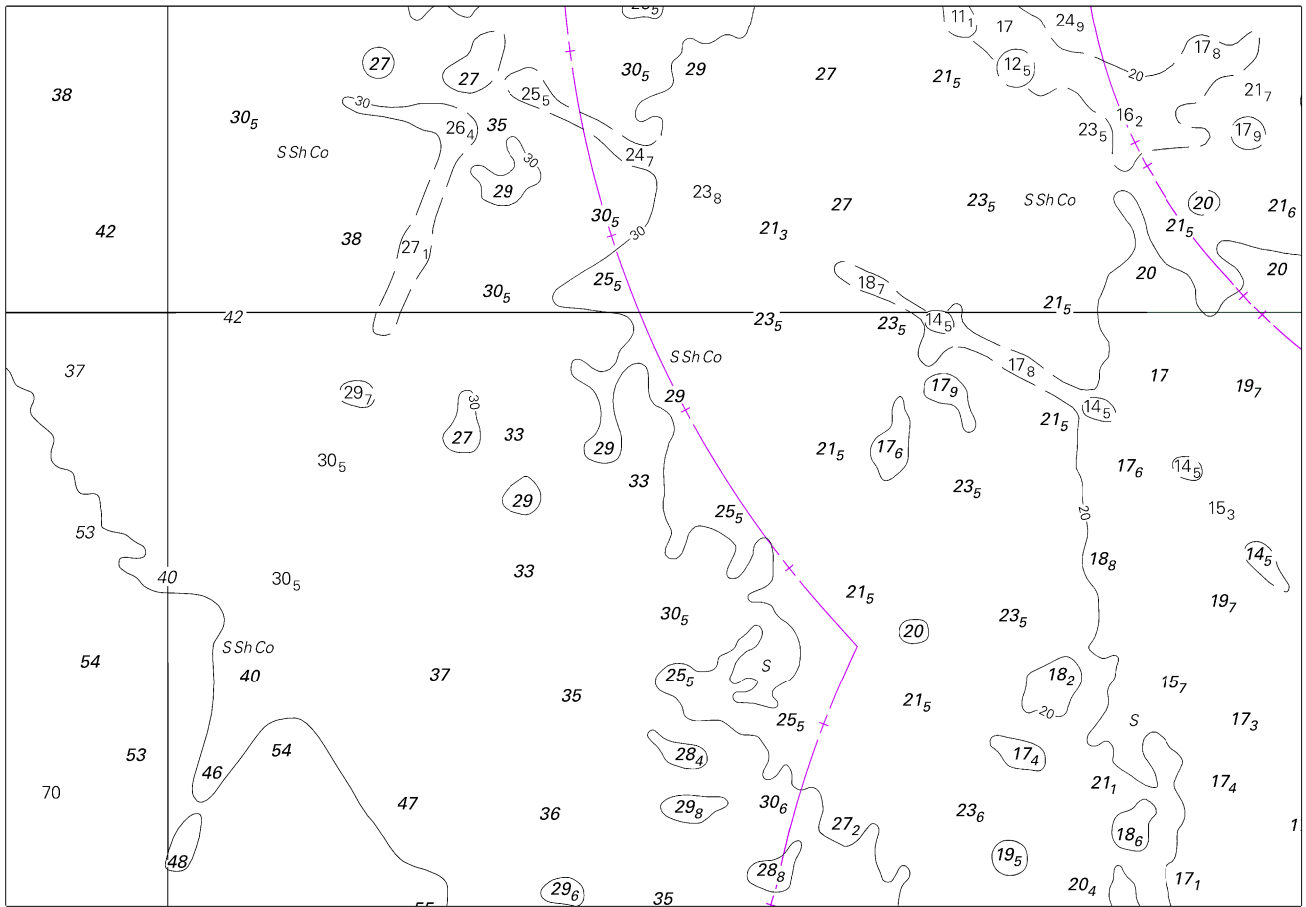 11₁ 17 24₉
27 27 30₅ 29 27 21₅ 12₅ 20 17₈
38 30₅ 30 26₄ 35 25₅ 21₇
S Sh Co 30 24₇ 23₅ 16₂ 17₉
29 23₈ 27 23₅ S Sh Co 20 21₆
42 38 27₁ 30₅ 30 21₃ 21₅
30₅ 25₅ 18₇ 20 20
42 23₅ 23₅ 14₅ 21₅
37 S Sh Co 17₈ 17 19₇
29₇ 30 29 17₉ 14₅
27 33 29 21₅ 17₆ 21₅
30₅ 33 23₅ 17₆ 14₅
29 25₅ 20 15₃
53 14₅
40 30₅ 33 21₅ 18₈ 19₇
30₅ 20 23₅
S Sh Co
54 40 37 35 25₅ S 21₅ 18₂ 15₇
25₅ 20 S 17₃
53 54 28₄ 17₄
46 21₁ 17₄
70 47 36 29₈ 30₆ 27₂ 23₆
48 28₈ 19₅ 18₆
29₆ 35 20₄ 17₁